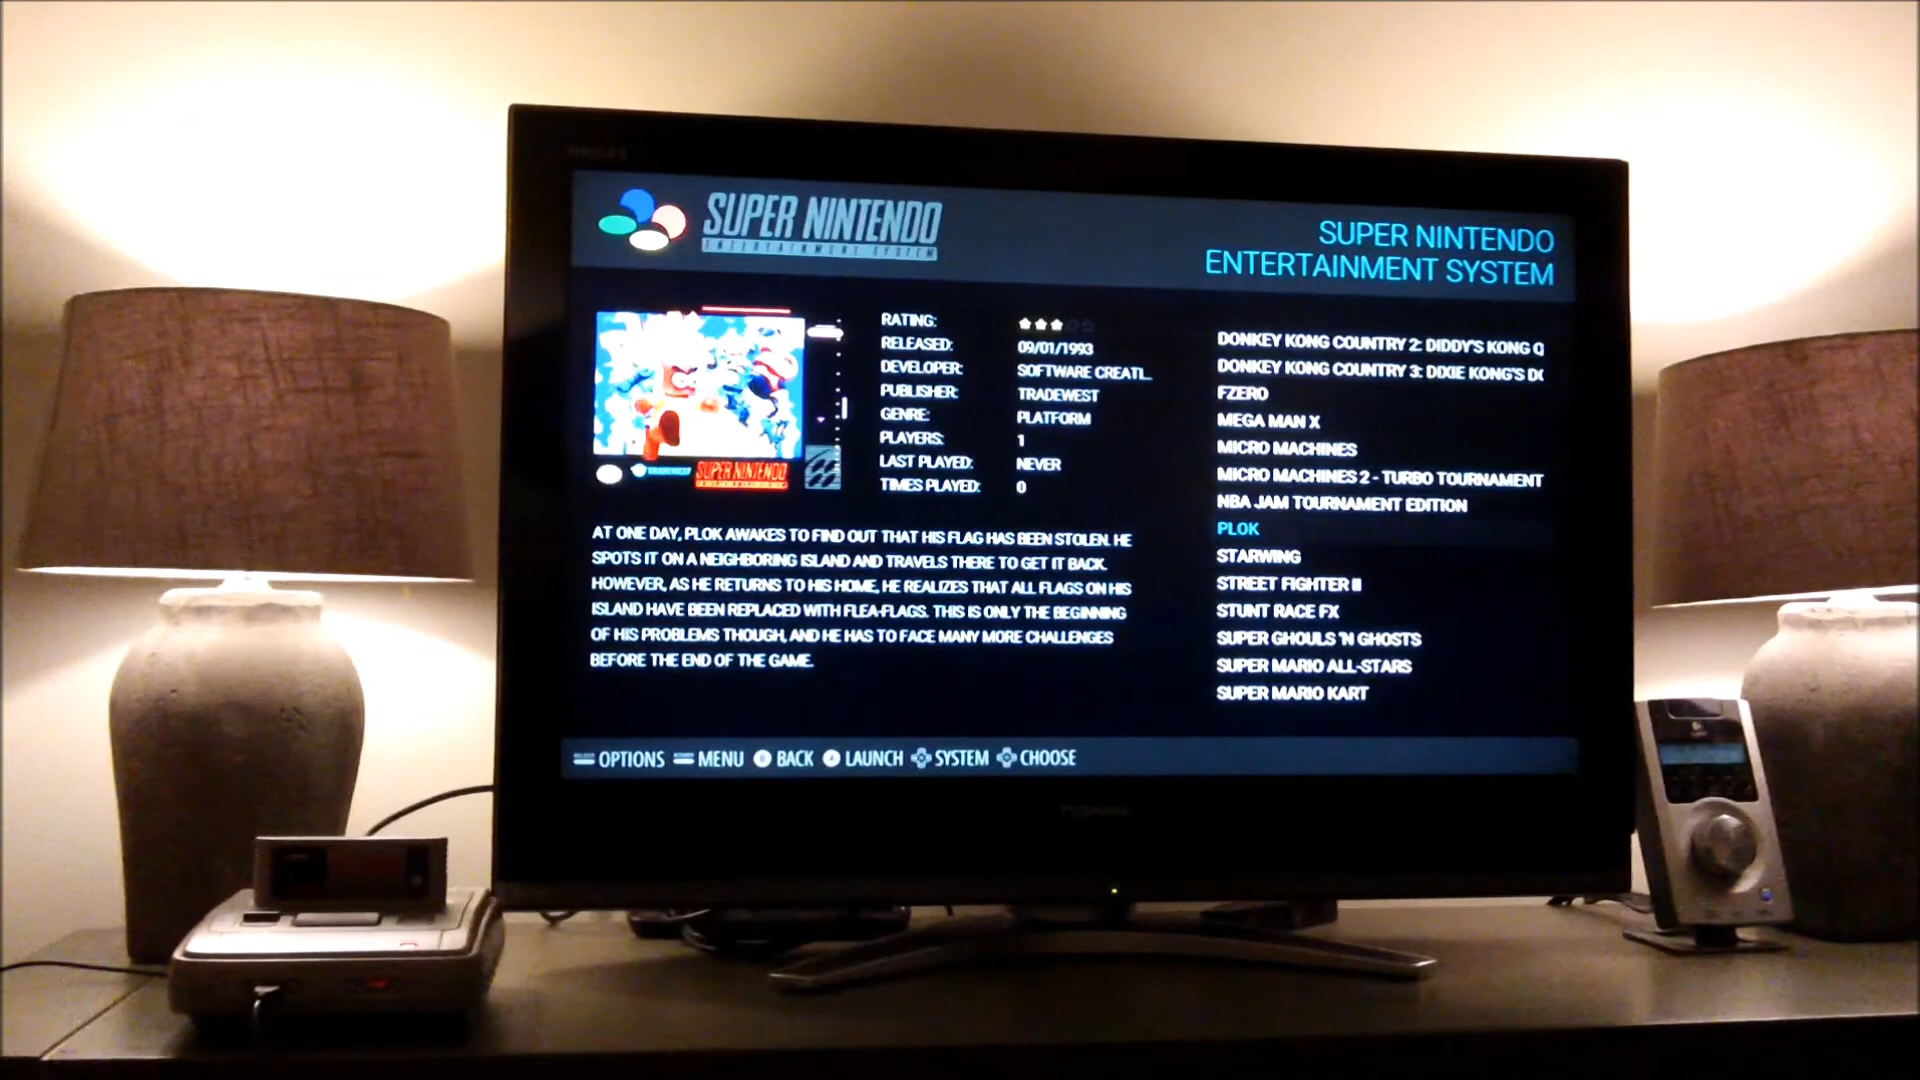 SUPER NINTENDO
ENTERTAINMENT SYSTEM
SUPER NINTENDO
ENTERTAINMENT SYSTEM
RATING:
RELEASED: 09/01/1993
DEVELOPER: SOFTWARE CREATI...
PUBLISHER: TRADEWEST
GENRE: PLATFORM
PLAYERS: 1
LAST PLAYED: NEVER
TIMES PLAYED: 0
SUPER NINTENDO
AT ONE DAY, PLOK AWAKES TO FIND OUT THAT HIS FLAG HAS BEEN STOLEN. HE
SPOTS IT ON A NEIGHBORING ISLAND AND TRAVELS THERE TO GET IT BACK.
HOWEVER, AS HE RETURNS TO HIS HOME, HE REALIZES THAT ALL FLAGS ON HIS
ISLAND HAVE BEEN REPLACED WITH FLEA-FLAGS. THIS IS ONLY THE BEGINNING
OF HIS PROBLEMS THOUGH, AND HE HAS TO FACE MANY MORE CHALLENGES
BEFORE THE END OF THE GAME.
DONKEY KONG COUNTRY 2: DIDDY'S KONG Q
DONKEY KONG COUNTRY 3: DIXIE KONG'S DO
FZERO
MEGA MAN X
MICRO MACHINES
MICRO MACHINES 2 - TURBO TOURNAMENT
NBA JAM TOURNAMENT EDITION
PLOK
STARWING
STREET FIGHTER II
STUNT RACE FX
SUPER GHOULS 'N GHOSTS
SUPER MARIO ALL-STARS
SUPER MARIO KART
OPTIONS MENU BACK LAUNCH SYSTEM CHOOSE
TOSHIBA